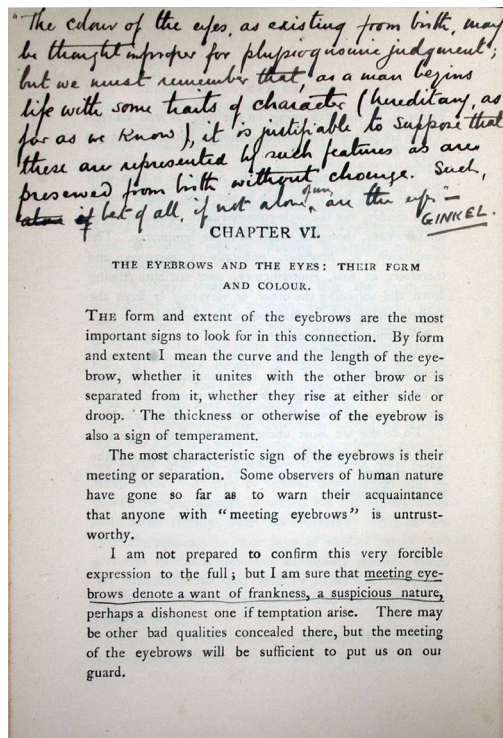 "The colour of the eyes, as existing from birth, may
be thought improper for physiognomic judgment;
but we must remember that, as a man begins
life with some traits of character (hereditary, as
far as we know), it is justifiable to suppose that
these are represented by such features as are
preserved from birth without change. Such,
best of all, if not alone, are the eyes"—
GINKEL.
CHAPTER VI.
THE EYEBROWS AND THE EYES: THEIR FORM
AND COLOUR.
THE form and extent of the eyebrows are the most
important signs to look for in this connection. By form
and extent I mean the curve and the length of the eye-
brow, whether it unites with the other brow or is
separated from it, whether they rise at either side or
droop. The thickness or otherwise of the eyebrow is
also a sign of temperament.
The most characteristic sign of the eyebrows is their
meeting or separation. Some observers of human nature
have gone so far as to warn their acquaintance
that anyone with "meeting eyebrows" is untrust-
worthy.
I am not prepared to confirm this very forcible
expression to the full; but I am sure that meeting eye-
brows denote a want of frankness, a suspicious nature,
perhaps a dishonest one if temptation arise. There may
be other bad qualities concealed there, but the meeting
of the eyebrows will be sufficient to put us on our
guard.